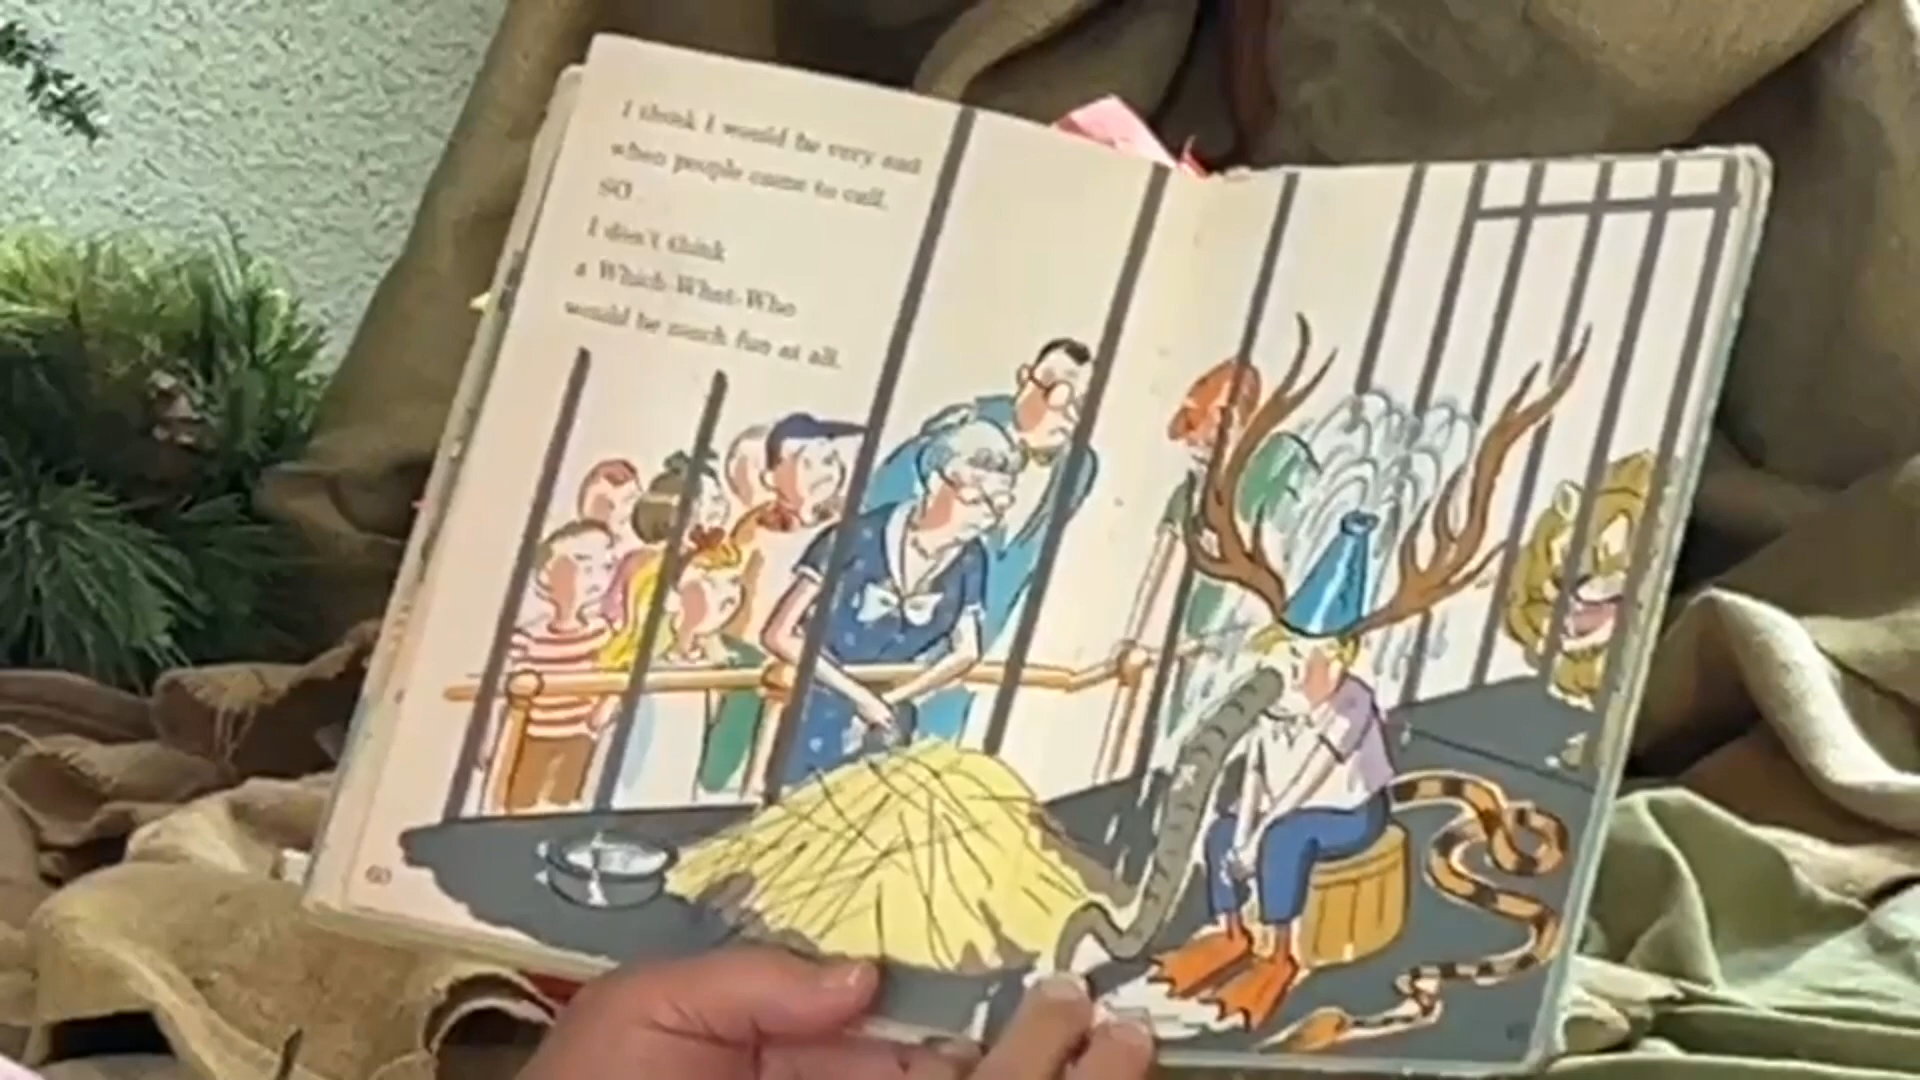 I think I would be very sad
when people came to call.
SO
I don't think
a Which-What-Who
would be much fun at all.
60